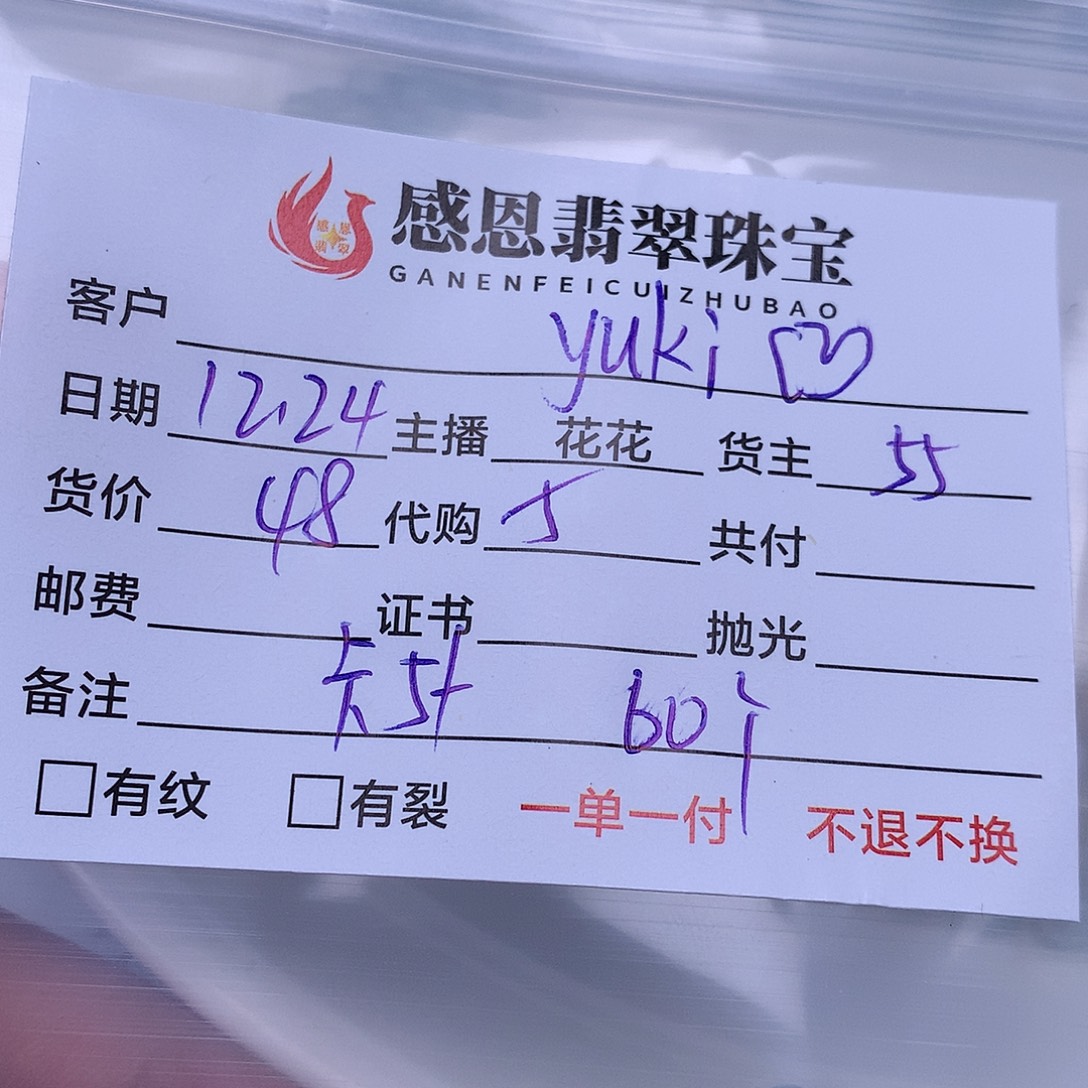 感恩翡翠珠宝
GANENFEICUIZHUBAO
客户 yuki
日期 12.24 主播 花花 货主 55
货价 48 代购 5 共付
邮费 证书 抛光
备注
有纹 有裂 一单一付 不退不换